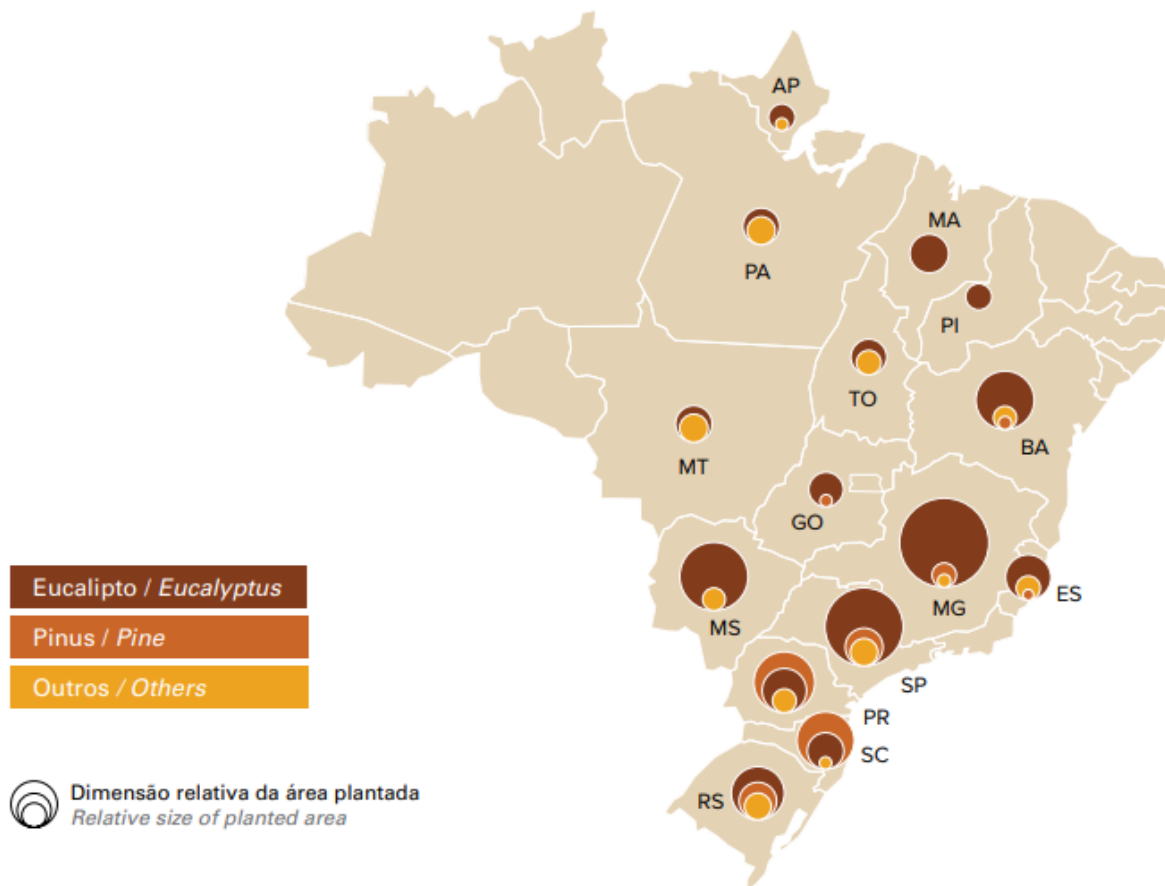 AP
MA
PA
PI
TO
BA
MT
GO
Eucalipto / Eucalyptus
ES
MG
Pinus / Pine
MS
Outros / Others
SP
PR
SC
Dimensão relativa da área plantada
RS
Relative size of planted area